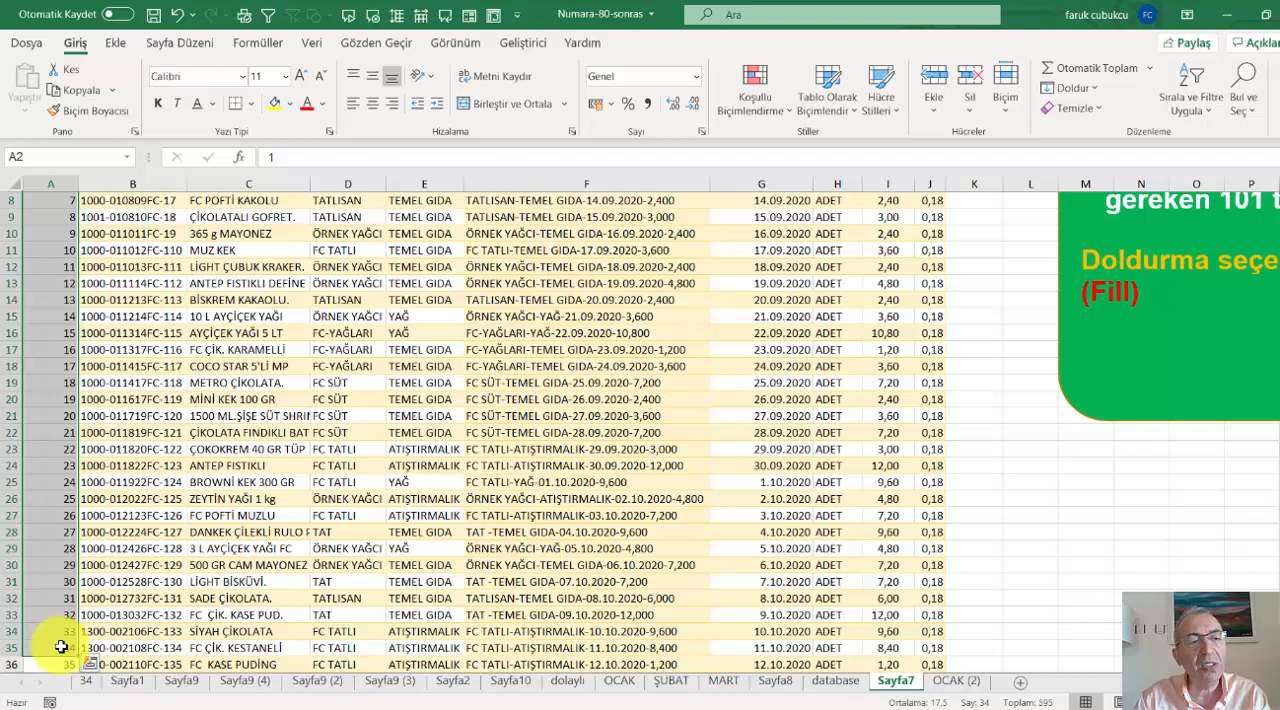 Otomatik Kaydet
Numara-80-sonras
Ara
faruk cubukcu
FC
Dosya Giriş Ekle Sayfa Düzeni Formüller Veri Gözden Geçir Görünüm Geliştirici Yardım
Paylaş
Yapıştır
Kes
Kopyala
Biçim Boyacısı
Pano
Calibri 11
K T A
Yazı Tipi
Metni Kaydır
Birleştir ve Ortala
Hizalama
Genel
Sayı
Koşullu Biçimlendirme
Tablo Olarak Biçimlendir
Hücre Stilleri
Stiller
Ekle Sil Biçim
Hücreler
Otomatik Toplam
Doldur
Temizle
Sırala ve Filtre Uygula
Bul ve Seç
Düzenleme
A2 fx 1
A B C D E F G H I J K L M N O P
8 7 1000-010809FC-17 FC POFTİ KAKOLU TATLISAN TEMEL GIDA TATLISAN-TEMEL GIDA-14.09.2020-2,400 14.09.2020 ADET 2,40 0,18
9 8 1001-010810FC-18 ÇİKOLATALI GOFRET. TATLISAN TEMEL GIDA TATLISAN-TEMEL GIDA-15.09.2020-3,000 15.09.2020 ADET 3,00 0,18
10 9 1000-011011FC-19 365 g MAYONEZ ÖRNEK YAĞCI TEMEL GIDA ÖRNEK YAĞCI-TEMEL GIDA-16.09.2020-2,400 16.09.2020 ADET 2,40 0,18
11 10 1000-011012FC-110 MUZ KEK FC TATLI TEMEL GIDA FC TATLI-TEMEL GIDA-17.09.2020-3,600 17.09.2020 ADET 3,60 0,18
12 11 1000-011013FC-111 LİGHT ÇUBUK KRAKER. ÖRNEK YAĞCI TEMEL GIDA ÖRNEK YAĞCI-TEMEL GIDA-18.09.2020-2,400 18.09.2020 ADET 2,40 0,18
13 12 1000-011114FC-112 ANTEP FISTIKLI DEFİNE ÖRNEK YAĞCI TEMEL GIDA ÖRNEK YAĞCI-TEMEL GIDA-19.09.2020-4,800 19.09.2020 ADET 4,80 0,18
14 13 1000-011213FC-113 BİSKREM KAKAOLU. TATLISAN TEMEL GIDA TATLISAN-TEMEL GIDA-20.09.2020-2,400 20.09.2020 ADET 2,40 0,18
15 14 1000-011214FC-114 10 L AYÇİÇEK YAĞI ÖRNEK YAĞCI YAĞ ÖRNEK YAĞCI-YAĞ-21.09.2020-3,600 21.09.2020 ADET 3,60 0,18
16 15 1000-011314FC-115 AYÇİÇEK YAĞI 5 LT FC-YAĞLARI YAĞ FC-YAĞLARI-YAĞ-22.09.2020-10,800 22.09.2020 ADET 10,80 0,18
17 16 1000-011317FC-116 FC ÇİK. KARAMELLİ FC-YAĞLARI TEMEL GIDA FC-YAĞLARI-TEMEL GIDA-23.09.2020-1,200 23.09.2020 ADET 1,20 0,18
18 17 1000-011415FC-117 COCO STAR 5'Lİ MP FC-YAĞLARI TEMEL GIDA FC-YAĞLARI-TEMEL GIDA-24.09.2020-3,600 24.09.2020 ADET 3,60 0,18
19 18 1000-011417FC-118 METRO ÇİKOLATA. FC SÜT TEMEL GIDA FC SÜT-TEMEL GIDA-25.09.2020-7,200 25.09.2020 ADET 7,20 0,18
20 19 1000-011617FC-119 MİNİ KEK 100 GR FC SÜT TEMEL GIDA FC SÜT-TEMEL GIDA-26.09.2020-2,400 26.09.2020 ADET 2,40 0,18
21 20 1000-011719FC-120 1500 ML.ŞİŞE SÜT SHRIN FC SÜT TEMEL GIDA FC SÜT-TEMEL GIDA-27.09.2020-3,600 27.09.2020 ADET 3,60 0,18
22 21 1000-011819FC-121 ÇİKOLATA FINDIKLI BAT FC SÜT TEMEL GIDA FC SÜT-TEMEL GIDA-28.09.2020-7,200 28.09.2020 ADET 7,20 0,18
23 22 1000-011820FC-122 ÇOKOKREM 40 GR TÜP FC TATLI ATIŞTIRMALIK FC TATLI-ATIŞTIRMALIK-29.09.2020-3,000 29.09.2020 ADET 3,00 0,18
24 23 1000-011822FC-123 ANTEP FISTIKLI FC TATLI ATIŞTIRMALIK FC TATLI-ATIŞTIRMALIK-30.09.2020-12,000 30.09.2020 ADET 12,00 0,18
25 24 1000-011922FC-124 BROWNİ KEK 300 GR FC TATLI YAĞ FC TATLI-YAĞ-01.10.2020-9,600 1.10.2020 ADET 9,60 0,18
26 25 1000-012022FC-125 ZEYTİN YAĞI 1 kg ÖRNEK YAĞCI ATIŞTIRMALIK ÖRNEK YAĞCI-ATIŞTIRMALIK-02.10.2020-4,800 2.10.2020 ADET 4,80 0,18
27 26 1000-012123FC-126 FC POFTİ MUZLU FC TATLI ATIŞTIRMALIK FC TATLI-ATIŞTIRMALIK-03.10.2020-7,200 3.10.2020 ADET 7,20 0,18
28 27 1000-012224FC-127 DANKEK ÇİLEKLİ RULO P TAT TEMEL GIDA TAT -TEMEL GIDA-04.10.2020-9,600 4.10.2020 ADET 9,60 0,18
29 28 1000-012426FC-128 3 L AYÇİÇEK YAĞI FC ÖRNEK YAĞCI YAĞ ÖRNEK YAĞCI-YAĞ-05.10.2020-4,800 5.10.2020 ADET 4,80 0,18
30 29 1000-012427FC-129 500 GR CAM MAYONEZ ÖRNEK YAĞCI TEMEL GIDA ÖRNEK YAĞCI-TEMEL GIDA-06.10.2020-7,200 6.10.2020 ADET 7,20 0,18
31 30 1000-012528FC-130 LİGHT BİSKÜVİ. TAT TEMEL GIDA TAT -TEMEL GIDA-07.10.2020-7,200 7.10.2020 ADET 7,20 0,18
32 31 1000-012732FC-131 SADE ÇİKOLATA. TATLISAN TEMEL GIDA TATLISAN-TEMEL GIDA-08.10.2020-6,000 8.10.2020 ADET 6,00 0,18
33 32 1000-013032FC-132 FC ÇİK. KASE PUD. TAT TEMEL GIDA TAT -TEMEL GIDA-09.10.2020-12,000 9.10.2020 ADET 12,00 0,18
34 33 1300-002106FC-133 SİYAH ÇİKOLATA FC TATLI ATIŞTIRMALIK FC TATLI-ATIŞTIRMALIK-10.10.2020-9,600 10.10.2020 ADET 9,60 0,18
35 1300-002108FC-134 FC ÇİK. KESTANELİ FC TATLI ATIŞTIRMALIK FC TATLI-ATIŞTIRMALIK-11.10.2020-8,400 11.10.2020 ADET 8,40 0,18
36 35 -002110FC-135 FC KASE PUDİNG FC TATLI ATIŞTIRMALIK FC TATLI-ATIŞTIRMALIK-12.10.2020-1,200 12.10.2020 ADET 1,20 0,18
gereken 101 t
Doldurma seçe
(Fill)
34 Sayfa1 Sayfa9 Sayfa9 (4) Sayfa9 (2) Sayfa9 (3) Sayfa2 Sayfa10 dolaylı OCAK ŞUBAT MART Sayfa8 database Sayfa7 OCAK (2)
Hazır
Ortalama: 17,5 Say: 34 Toplam: 595